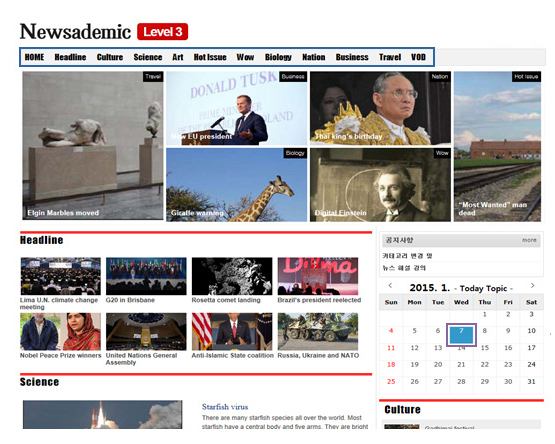 Newsademic Level 3
HOME Headline Culture Science Art Hot Issue Wow Biology Nation Business Travel VOD
Travel
Elgin Marbles moved
Business
DONALD TUSK
PRIME MINISTER
POLAND
New EU president
Nation
Thai king's birthday
Hot Issue
"Most Wanted" man
dead
Biology
Giraffe warning
Wow
Digital Einstein
Headline
Lima U.N. climate change
meeting
G20 in Brisbane
Rosetta comet landing
Dilma
Brazil's president reelected
Nobel Peace Prize winners
United Nations General
Assembly
Anti-Islamic State coalition
Russia, Ukraine and NATO
Science
Starfish virus
There are many starfish species all over the world. Most
starfish have a central body and five arms. They are bright
공지사항 more
카테고리 변경 및
뉴스 해설 강의
< 2015. 1. - Today Topic - >
Sun Mon Tue Wed Thu Fri Sat
1 2 3
4 5 6 7 8 9 10
11 12 13 14 15 16 17
18 19 20 21 22 23 24
25 26 27 28 29 30 31
Culture
Gadhimai festival